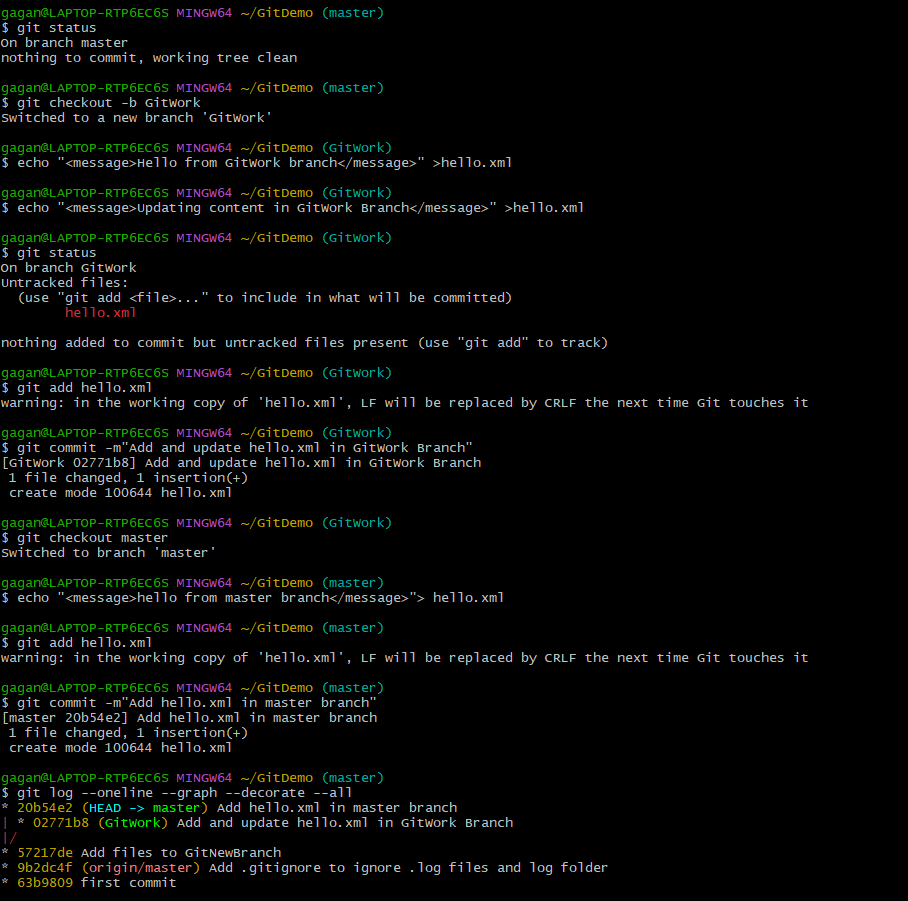 gagan@LAPTOP-RTP6EC6S MINGW64 ~/GitDemo (master)
$ git status
On branch master
nothing to commit, working tree clean

gagan@LAPTOP-RTP6EC6S MINGW64 ~/GitDemo (master)
$ git checkout -b GitWork
Switched to a new branch 'GitWork'

gagan@LAPTOP-RTP6EC6S MINGW64 ~/GitDemo (GitWork)
$ echo "<message>Hello from GitWork branch</message>" >hello.xml

gagan@LAPTOP-RTP6EC6S MINGW64 ~/GitDemo (GitWork)
$ echo "<message>Updating content in GitWork Branch</message>" >hello.xml

gagan@LAPTOP-RTP6EC6S MINGW64 ~/GitDemo (GitWork)
$ git status
On branch GitWork
Untracked files:
  (use "git add <file>..." to include in what will be committed)
        hello.xml

nothing added to commit but untracked files present (use "git add" to track)

gagan@LAPTOP-RTP6EC6S MINGW64 ~/GitDemo (GitWork)
$ git add hello.xml
warning: in the working copy of 'hello.xml', LF will be replaced by CRLF the next time Git touches it

gagan@LAPTOP-RTP6EC6S MINGW64 ~/GitDemo (GitWork)
$ git commit -m"Add and update hello.xml in GitWork Branch"
[GitWork 02771b8] Add and update hello.xml in GitWork Branch
 1 file changed, 1 insertion(+)
 create mode 100644 hello.xml

gagan@LAPTOP-RTP6EC6S MINGW64 ~/GitDemo (GitWork)
$ git checkout master
Switched to branch 'master'

gagan@LAPTOP-RTP6EC6S MINGW64 ~/GitDemo (master)
$ echo "<message>hello from master branch</message>"> hello.xml

gagan@LAPTOP-RTP6EC6S MINGW64 ~/GitDemo (master)
$ git add hello.xml
warning: in the working copy of 'hello.xml', LF will be replaced by CRLF the next time Git touches it

gagan@LAPTOP-RTP6EC6S MINGW64 ~/GitDemo (master)
$ git commit -m"Add hello.xml in master branch"
[master 20b54e2] Add hello.xml in master branch
 1 file changed, 1 insertion(+)
 create mode 100644 hello.xml

gagan@LAPTOP-RTP6EC6S MINGW64 ~/GitDemo (master)
$ git log --oneline --graph --decorate --all
* 20b54e2 (HEAD -> master) Add hello.xml in master branch
| * 02771b8 (GitWork) Add and update hello.xml in GitWork Branch
|/
* 57217de Add files to GitNewBranch
* 9b2dc4f (origin/master) Add .gitignore to ignore .log files and log folder
* 63b9809 first commit